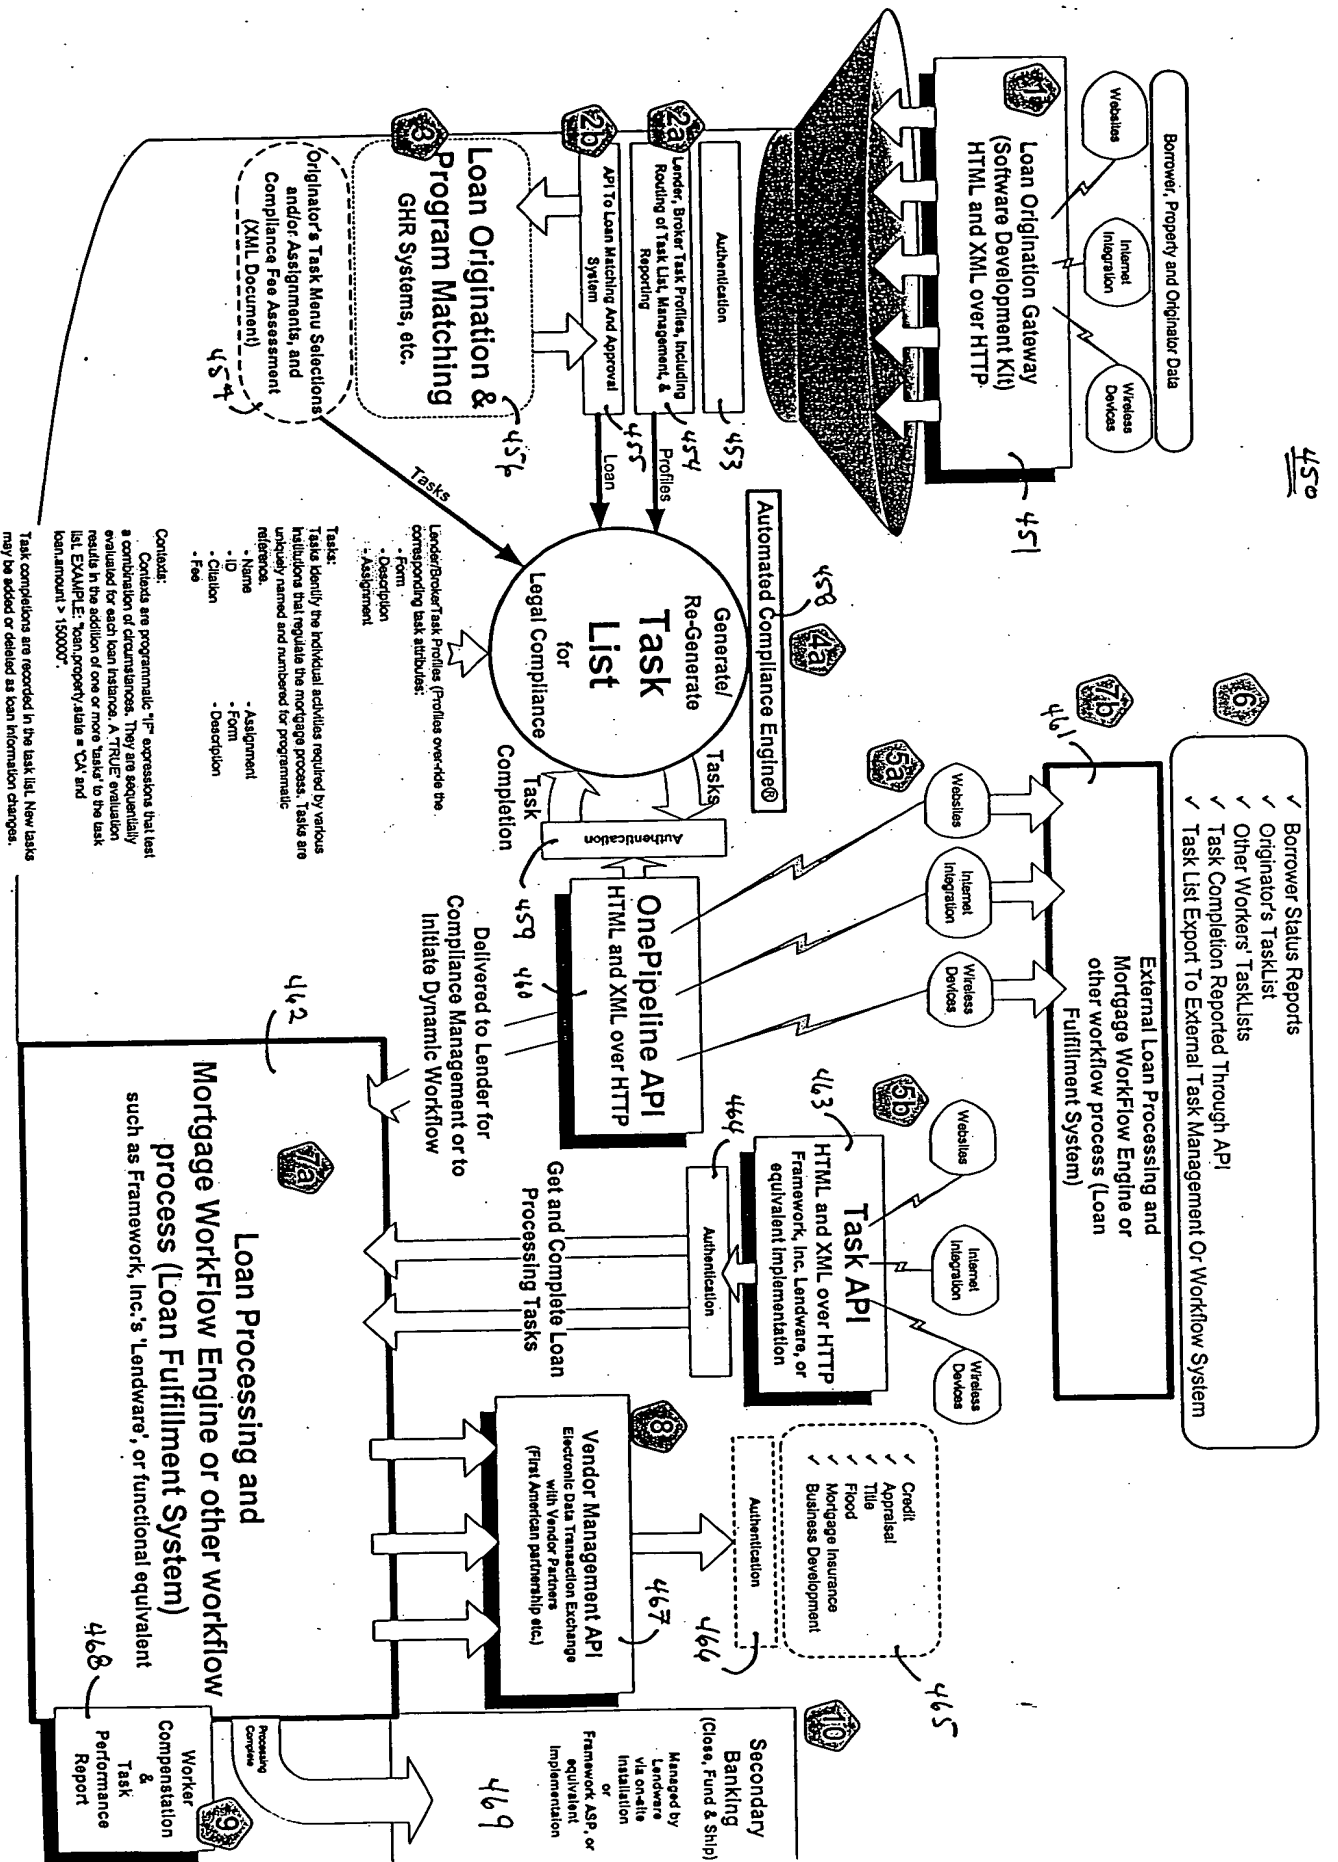 450
Borrower, Property and Originator Data
Websites
Internet
Integration
Wireless
Devices
1
Loan Origination Gateway
(Software Development Kit)
HTML and XML over HTTP
451
Authentication
453
2a
Lender, Broker Task Profiles, Including
Routing of Task List, Management, &
Reporting
454
2b
API To Loan Matching And Approval
System
455
3
Loan Origination &
Program Matching
GHR Systems, etc.
456
Originator's Task Menu Selections
and/or Assignments, and
Compliance Fee Assessment
(XML Document)
Profiles
Loan
Tasks
Automated Compliance Engine®
458
4a
Generate/
Re-Generate
Task
List
for
Legal Compliance
Lender/BrokerTask Profiles (Profiles over-ride the
corresponding task attributes:
- Form
- Description
- Assignment
Tasks:
Tasks identify the individual activities required by various
institutions that regulate the mortgage process. Tasks are
uniquely named and numbered for programmatic
reference.
- Name
- ID
- Citation
- Fee
- Assignment
- Form
- Description
Contexts:
Contexts are programmatic "IF" expressions that test
a combination of circumstances. They are sequentially
evaluated for each loan instance. A 'TRUE' evaluation
results in the addition of one or more 'tasks' to the task
list. EXAMPLE: "loan.property.state = 'CA' and
loan.amount > 150000".
Task completions are recorded in the task list. New tasks
may be added or deleted as loan information changes.
Tasks
Task
Completion
Authentication
459
OnePipeline API
HTML and XML over HTTP
460
Delivered to Lender for
Compliance Management or to
Initiate Dynamic Workflow
5a
Websites
Internet
Integration
Wireless
Devices
6
✓ Borrower Status Reports
✓ Originator's TaskList
✓ Other Workers' TaskLists
✓ Task Completion Reported Through API
✓ Task List Export To External Task Management Or Workflow System
7b
461
External Loan Processing and
Mortgage WorkFlow Engine or
other workflow process (Loan
Fulfillment System)
5b
Websites
Internet
Integration
Wireless
Devices
463
Task API
HTML and XML over HTTP
Framework, Inc. Lendware, or
equivalent Implementation
464
Authentication
Get and Complete Loan
Processing Tasks
462
7a
Loan Processing and
Mortgage WorkFlow Engine or other workflow
process (Loan Fulfillment System)
such as Framework, Inc.'s 'Lendware', or functional equivalent
8
Vendor Management API
Electronic Data Transaction Exchange
with Vendor Partners
(First American partnership etc.)
467
Authentication
466
✓ Credit
✓ Appraisal
✓ Title
✓ Flood
✓ Mortgage Insurance
✓ Business Development
465
10
Secondary
Banking
(Close, Fund & Ship)
Managed by
Lendware
via on-site
Installation
or
Framework ASP, or
equivalent
Implementaion
469
Processing
Complete
9
Worker
Compenstation
&
Task
Performance
Report
468